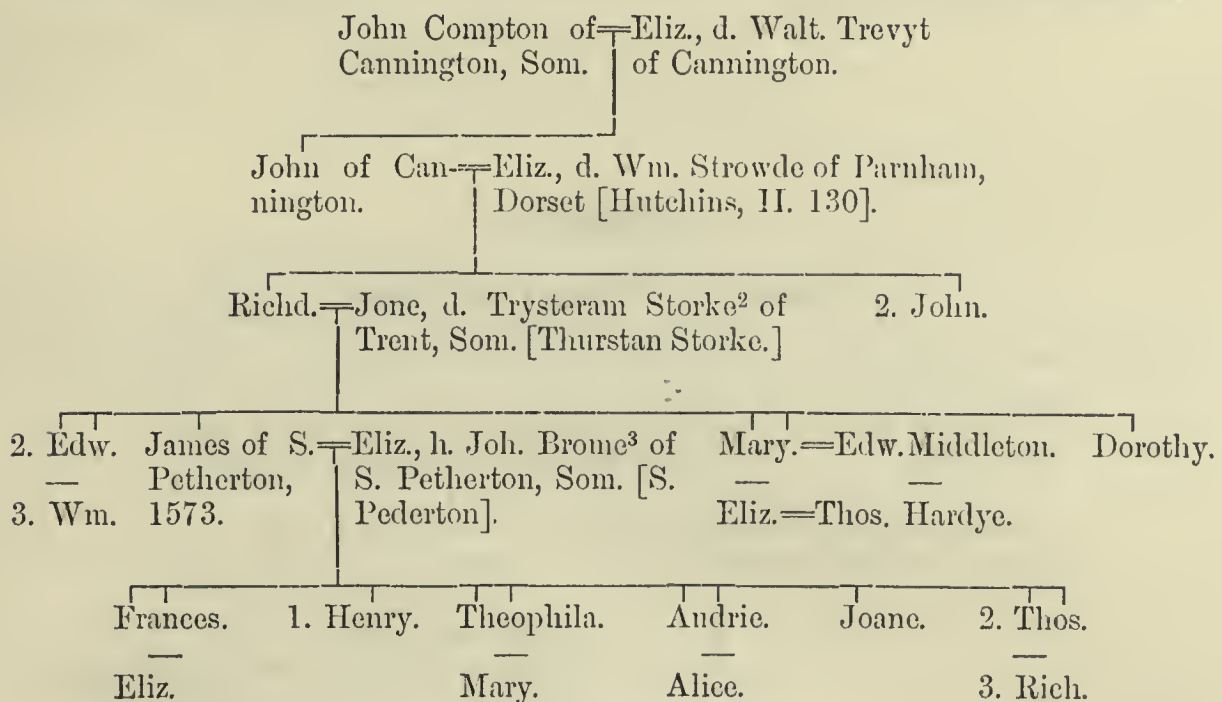 John Compton of=Eliz., d. Walt. Trevyt
Cannington, Som. of Cannington.
John of Can-=Eliz., d. Wm. Strowde of Parnham,
nington. Dorset [Hutchins, II. 130].
Richd.=Jone, d. Trysteram Storke² of 2. John.
Trent, Som. [Thurstan Storke.]
2. Edw. James of S.=Eliz., h. Joh. Brome³ of Mary.=Edw. Middleton. Dorothy.
— Petherton, S. Petherton, Som. [S. — —
3. Wm. 1573. Pederton]. Eliz.=Thos. Hardye.
Frances. 1. Henry. Theophila. Audrie. Joane. 2. Thos.
— — — —
Eliz. Mary. Alice. 3. Rich.